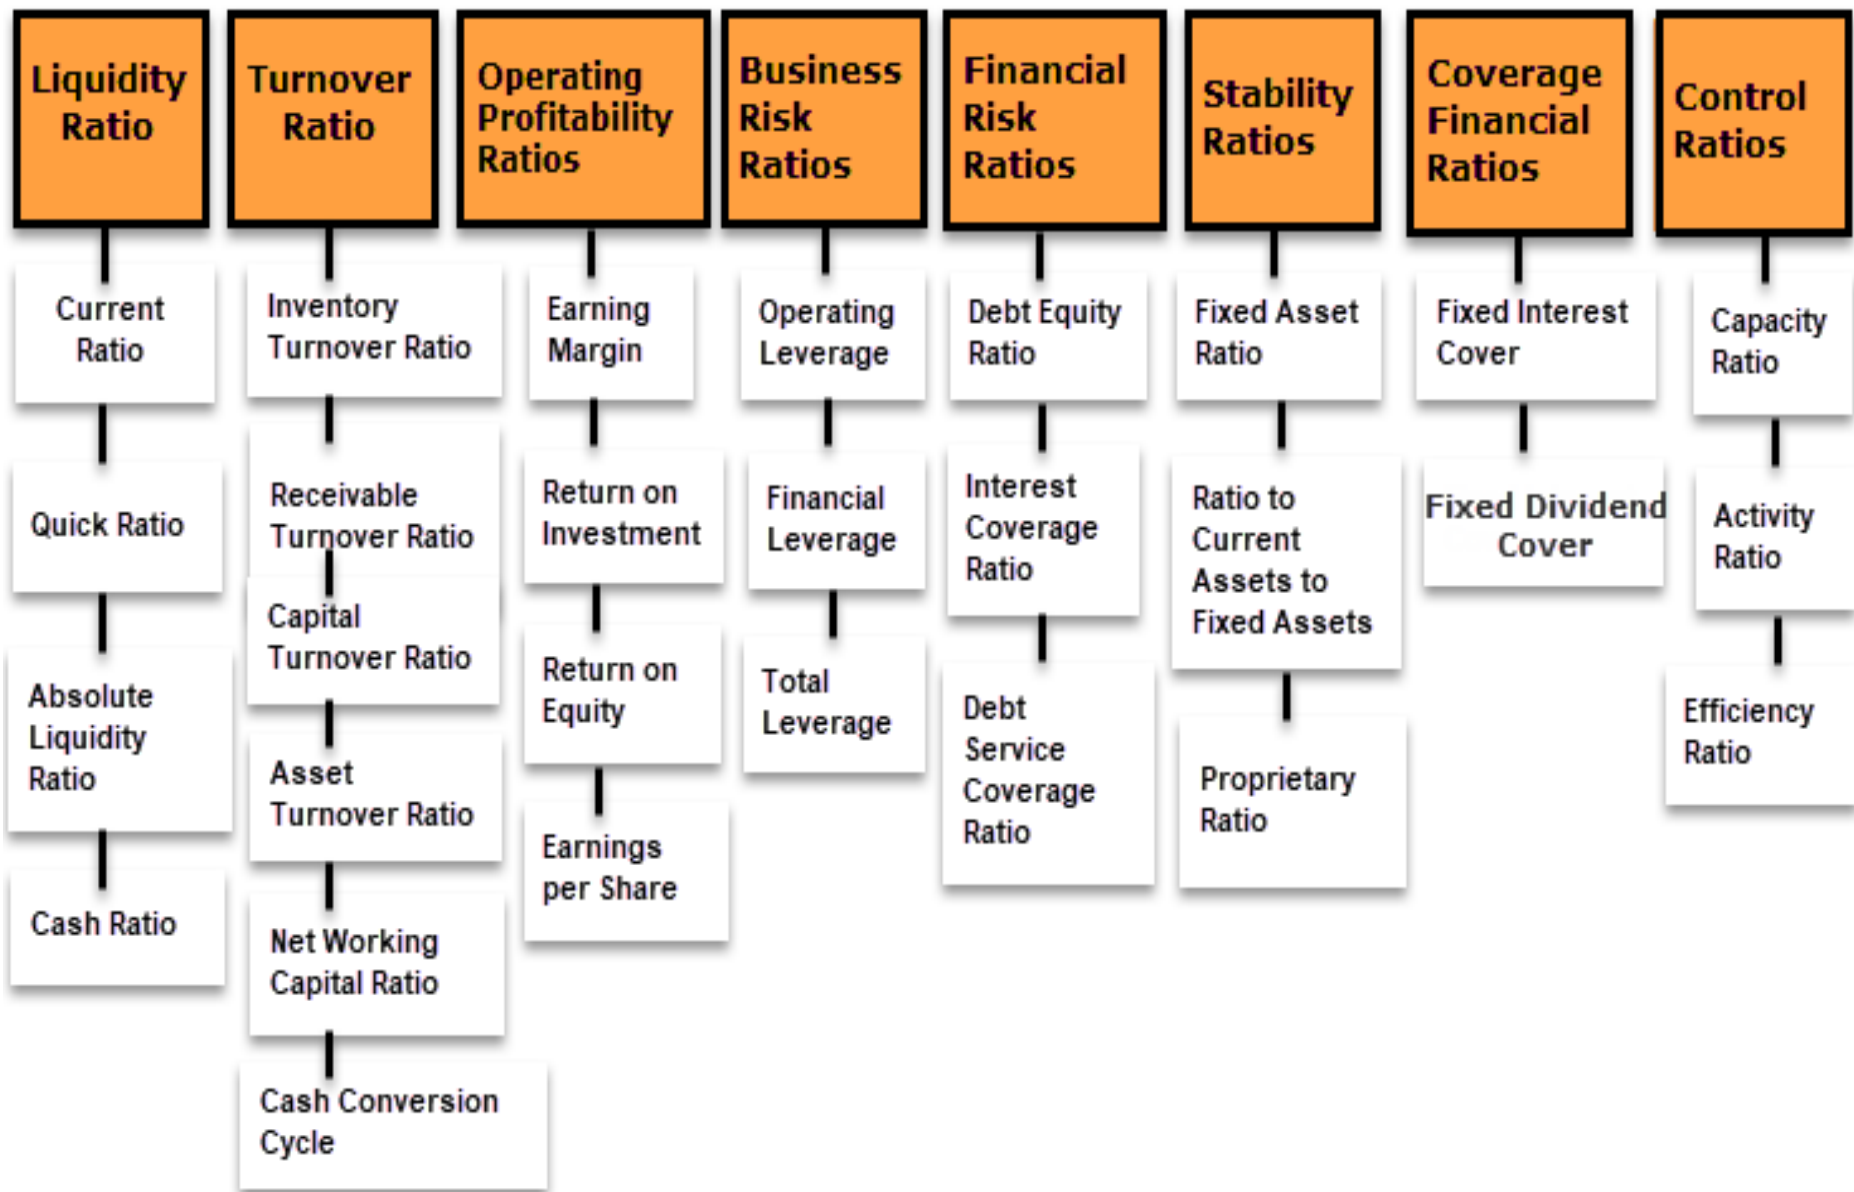 Liquidity
Ratio
Current
Ratio
Quick Ratio
Absolute
Liquidity
Ratio
Cash Ratio
Turnover
Ratio
Inventory
Turnover Ratio
Receivable
Turnover Ratio
Capital
Turnover Ratio
Asset
Turnover Ratio
Net Working
Capital Ratio
Cash Conversion
Cycle
Operating
Profitability
Ratios
Earning
Margin
Return on
Investment
Return on
Equity
Earnings
per Share
Business
Risk
Ratios
Operating
Leverage
Financial
Leverage
Total
Leverage
Financial
Risk
Ratios
Debt Equity
Ratio
Interest
Coverage
Ratio
Debt
Service
Coverage
Ratio
Stability
Ratios
Fixed Asset
Ratio
Ratio to
Current
Assets to
Fixed Assets
Proprietary
Ratio
Coverage
Financial
Ratios
Fixed Interest
Cover
Fixed Dividend
Cover
Control
Ratios
Capacity
Ratio
Activity
Ratio
Efficiency
Ratio